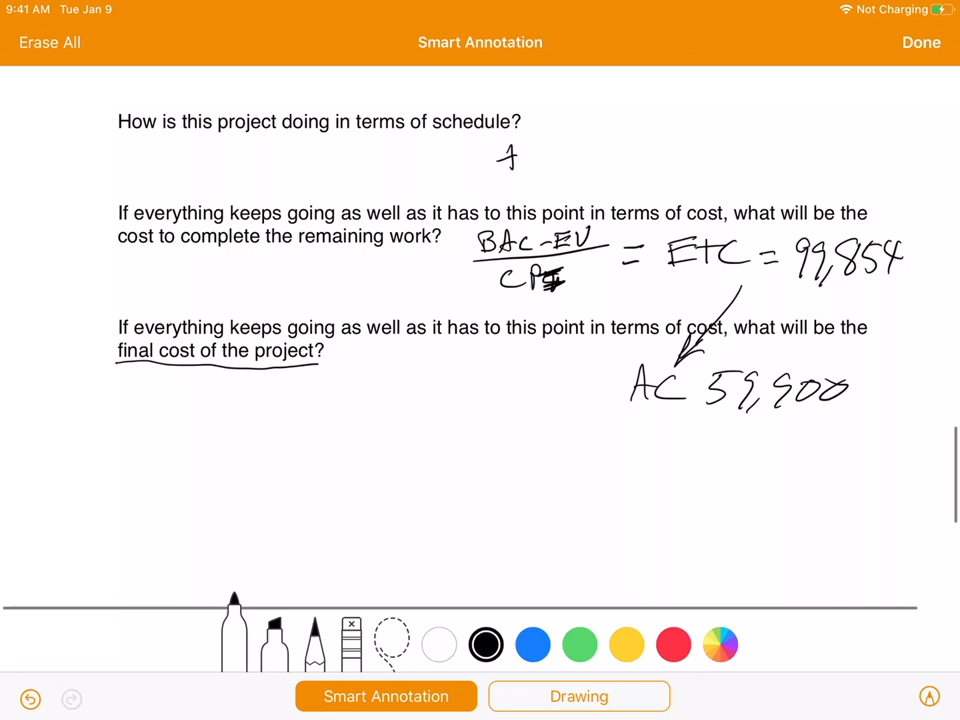 9:41 AM Tue Jan 9
Not Charging
Erase All
Smart Annotation
Done
How is this project doing in terms of schedule?
If everything keeps going as well as it has to this point in terms of cost, what will be the
cost to complete the remaining work?
BAC-EV
CPI
= ETC = 99,854
If everything keeps going as well as it has to this point in terms of cost, what will be the
final cost of the project?
AC 59,900
Smart Annotation
Drawing